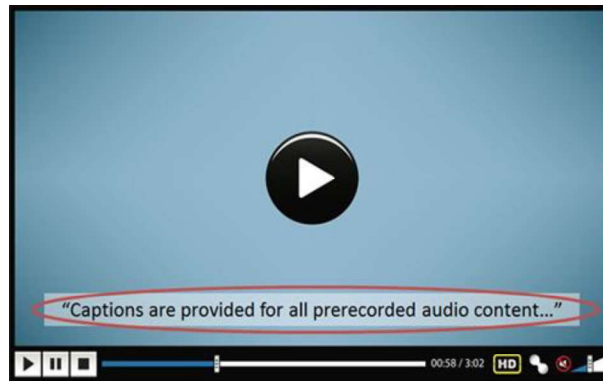 “Captions are provided for all prerecorded audio content...”
00:58 / 3:02 HD